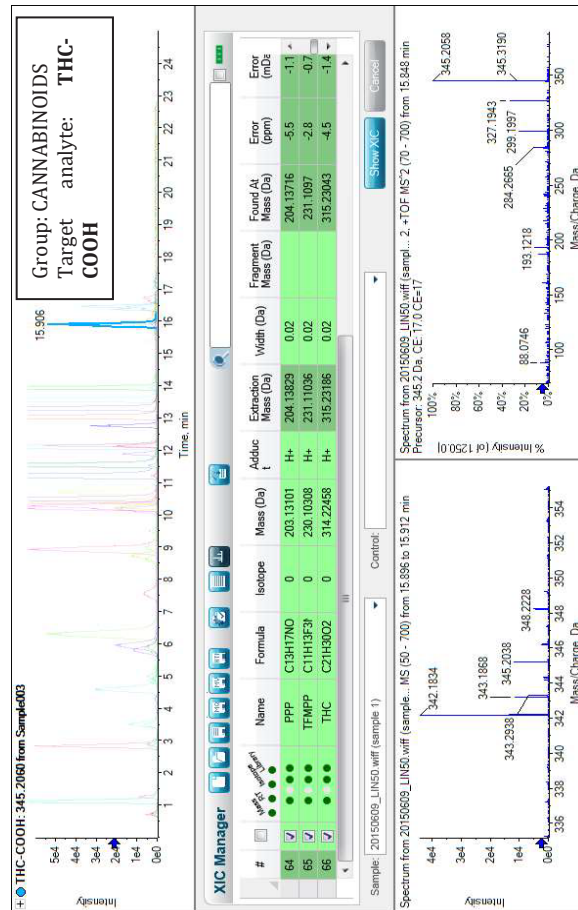 THC-COOH: 345.2060 from Sample003
Group: CANNABINOIDS
Target analyte: THC-
COOH
15.906
Intensity
6e4
5e4
4e4
3e4
2e4
1e4
0e0
1 2 3 4 5 6 7 8 9 10 11 12 13 14 15 16 17 18 19 20 21 22 23 24
Time, min
XIC Manager
# Mass RT Isotope Library Name Formula Isotope Mass (Da) Adduc t Extraction Mass (Da) Width (Da) Fragment Mass (Da) Found At Mass (Da) Error (ppm) Error (mDa
64 PPP C13H17NO 0 203.13101 H+ 204.13829 0.02 204.13716 -5.5 -1.1
65 TFMPP C11H13F3N 0 230.10308 H+ 231.11036 0.02 231.1097 -2.8 -0.7
66 THC C21H30O2 0 314.22458 H+ 315.23186 0.02 315.23043 -4.5 -1.4
Sample: 20150609_LIN50.wiff (sample 1) Control: Show XIC Cancel
Spectrum from 20150609_LIN50.wiff (sample... MS (50 - 700) from 15.896 to 15.912 min
Intensity
4e4
3e4
2e4
1e4
0e0
342.1834
343.1868
343.2938
345.2038
348.2228
336 338 340 342 344 346 348 350 352 354
Mass/Charge, Da
Spectrum from 20150609_LIN50.wiff (sampl... 2, +TOF MS^2 (70 - 700) from 15.848 min
Precursor: 345.2 Da, CE: 17.0 CE=17
% Intensity (of 1250.0)
100%
80%
60%
40%
20%
0%
88.0746
193.1218
284.2665
299.1997
327.1943
345.2058
345.3190
100 150 200 250 300 350
Mass/Charge, Da